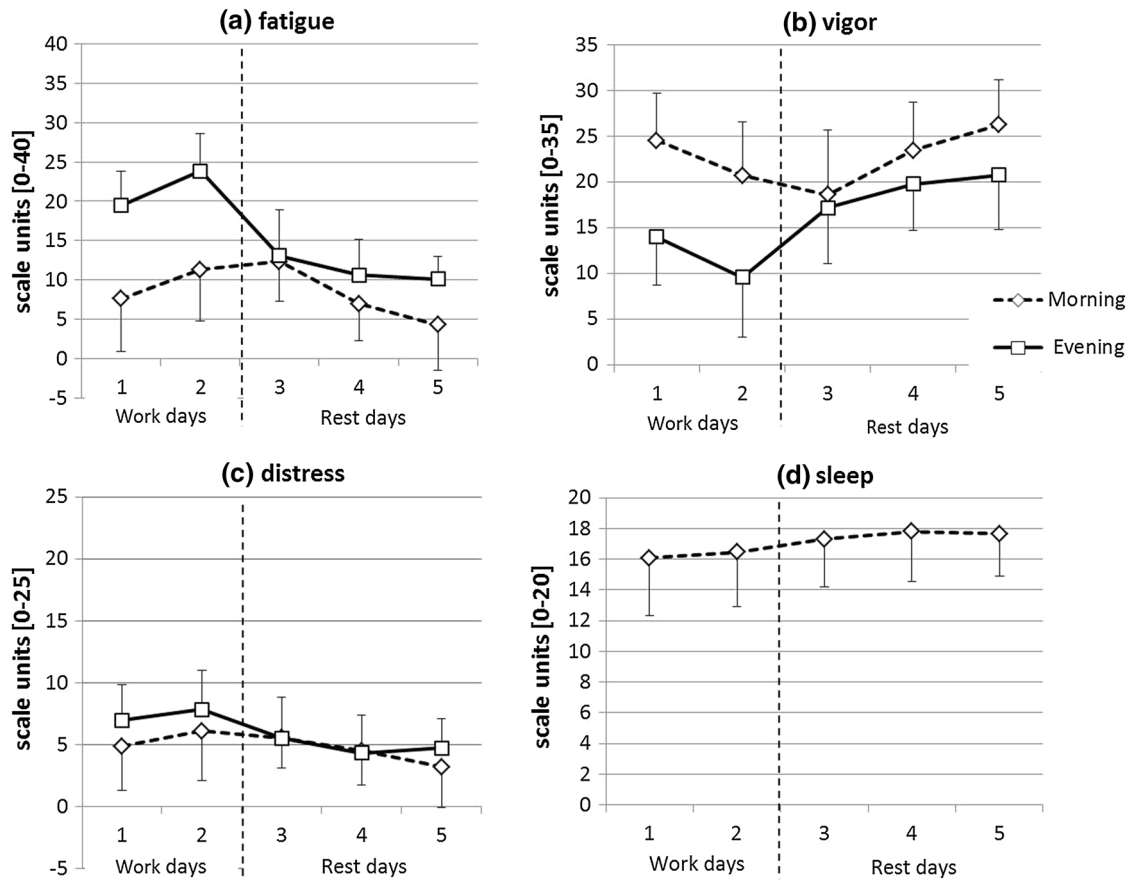 (a) fatigue
scale units [0-40]
40
35
30
25
20
15
10
5
0
-5
1 2 3 4 5
Work days Rest days
(b) vigor
scale units [0-35]
35
30
25
20
15
10
5
0
1 2 3 4 5
Work days Rest days
Morning
Evening
(c) distress
scale units [0-25]
25
20
15
10
5
0
-5
1 2 3 4 5
Work days Rest days
(d) sleep
scale units [0-20]
20
18
16
14
12
10
8
6
4
2
0
1 2 3 4 5
Work days Rest days